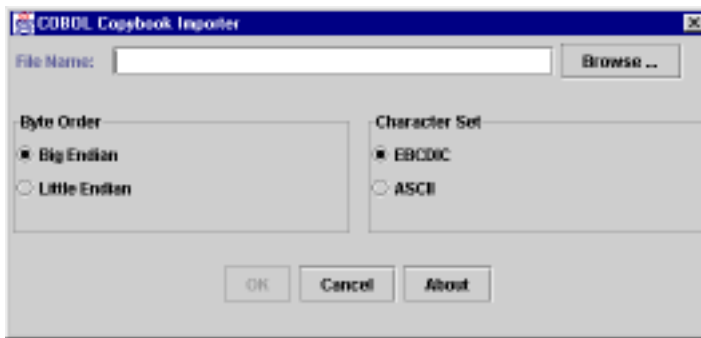 COBOL Copybook Importer
File Name: Browse ...
Byte Order Character Set
Big Endian EBCDIC
Little Endian ASCII
OK Cancel About